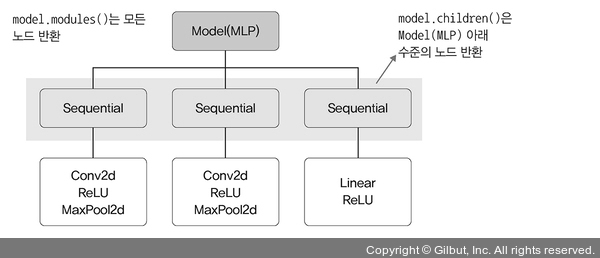 model.modules()는 모든
노드 반환
Model(MLP)
model.children()은
Model(MLP) 아래
수준의 노드 반환
Sequential
Sequential
Sequential
Conv2d
ReLU
MaxPool2d
Conv2d
ReLU
MaxPool2d
Linear
ReLU
Copyright © Gilbut, Inc. All rights reserved.